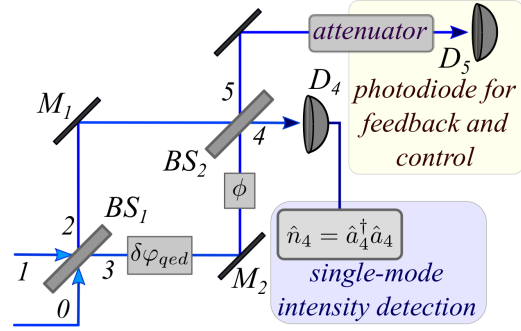 attenuator
D₅
photodiode for
feedback and
control
M₁
D₄
5
4
BS₂
ϕ
BS₁
2
1
3
0
δφ_qed
M₂
n̂₄ = â₄†â₄
single-mode
intensity detection